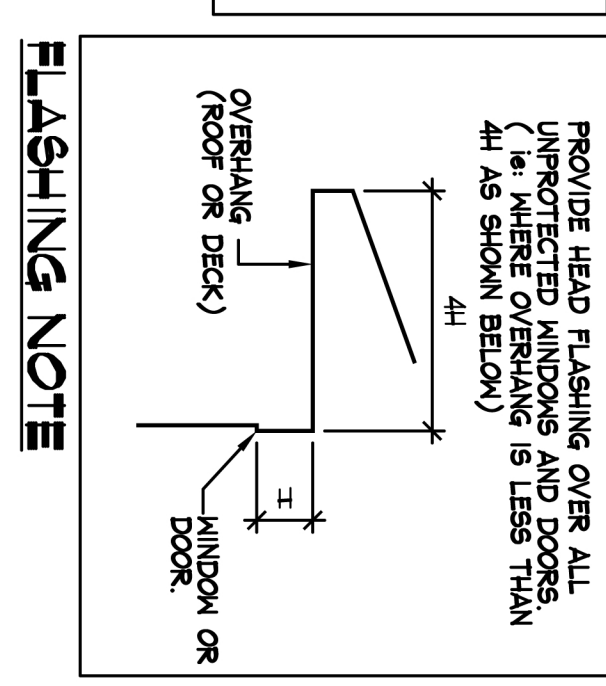 PROVIDE HEAD FLASHING OVER ALL
UNPROTECTED WINDOWS AND DOORS.
( ie: WHERE OVERHANG IS LESS THAN
4H AS SHOWN BELOW)
4H
OVERHANG
(ROOF OR DECK)
H
WINDOW OR
DOOR.
FLASHING NOTE